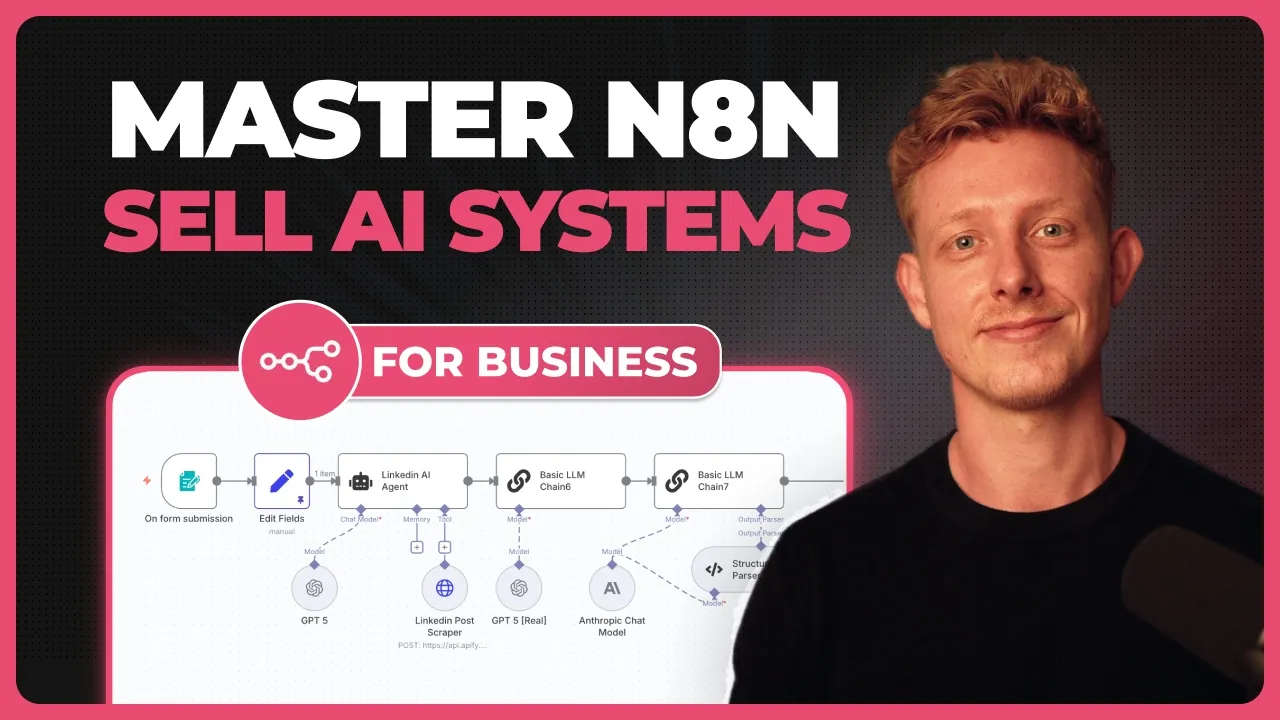 MASTER N8N
SELL AI SYSTEMS
FOR BUSINESS
On form submission
Edit Fields
manual
1 item
Linkedin AI
Agent
Chat Model*
Memory
Tool
Basic LLM
Chain6
Model*
Basic LLM
Chain7
Model*
Output Parser
Output Parser
Model
GPT 5
Linkedin Post
Scraper
POST: https://api.apify....
Model
GPT 5 [Real]
Model
Anthropic Chat
Model
Parser
Model*